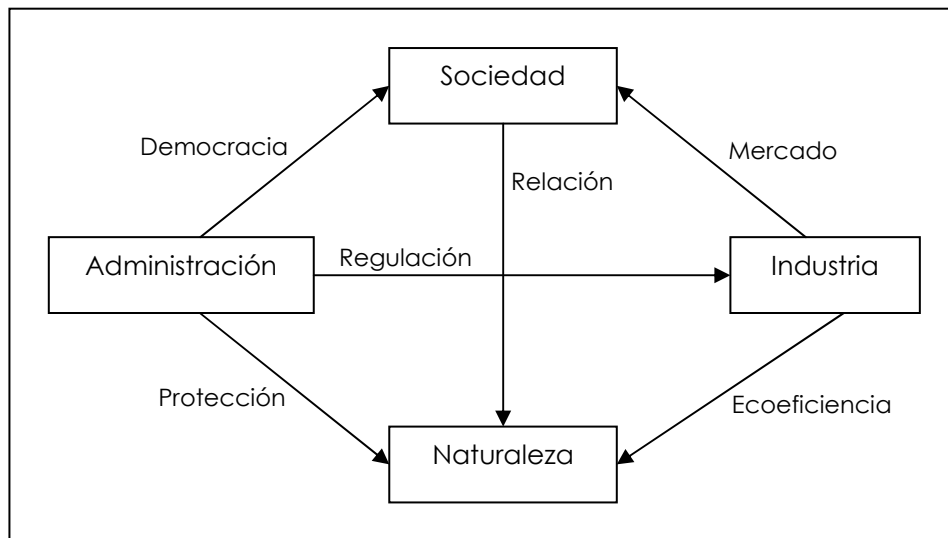 Sociedad
Democracia
Mercado
Relación
Administración
Regulación
Industria
Protección
Ecoeficiencia
Naturaleza